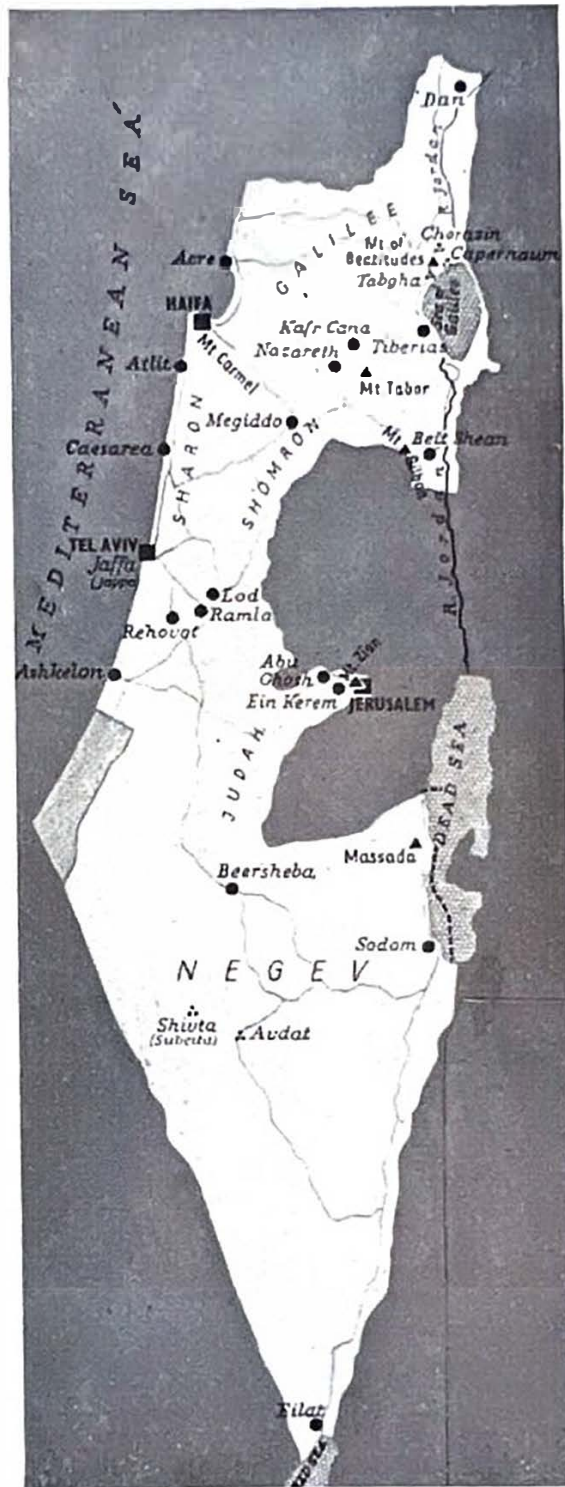 Dan
R Jordan
MEDITERRANEAN SEA
GALILEE
Chorazin
Capernaum
Mt of
Beatitudes
Tabgha
Sea of
Galilee
Acre
HAIFA
Mt Carmel
Kafr Cana
Nazareth
Tiberias
Mt Tabor
Atlit
Megiddo
Mt Gilboa
Beit Shean
Caesarea
SHARON
SHOMRON
R Jordan
TEL AVIV
Jaffa
(Joppa)
Lod
Ramla
Rehovot
Ashkelon
Abu
Ghosh
Mt. Zion
Ein Kerem
JERUSALEM
JUDAH
DEAD SEA
Massada
Beersheba
Sodom
NEGEV
Shivta
(Subeita)
Avdat
Eilat
RED SEA